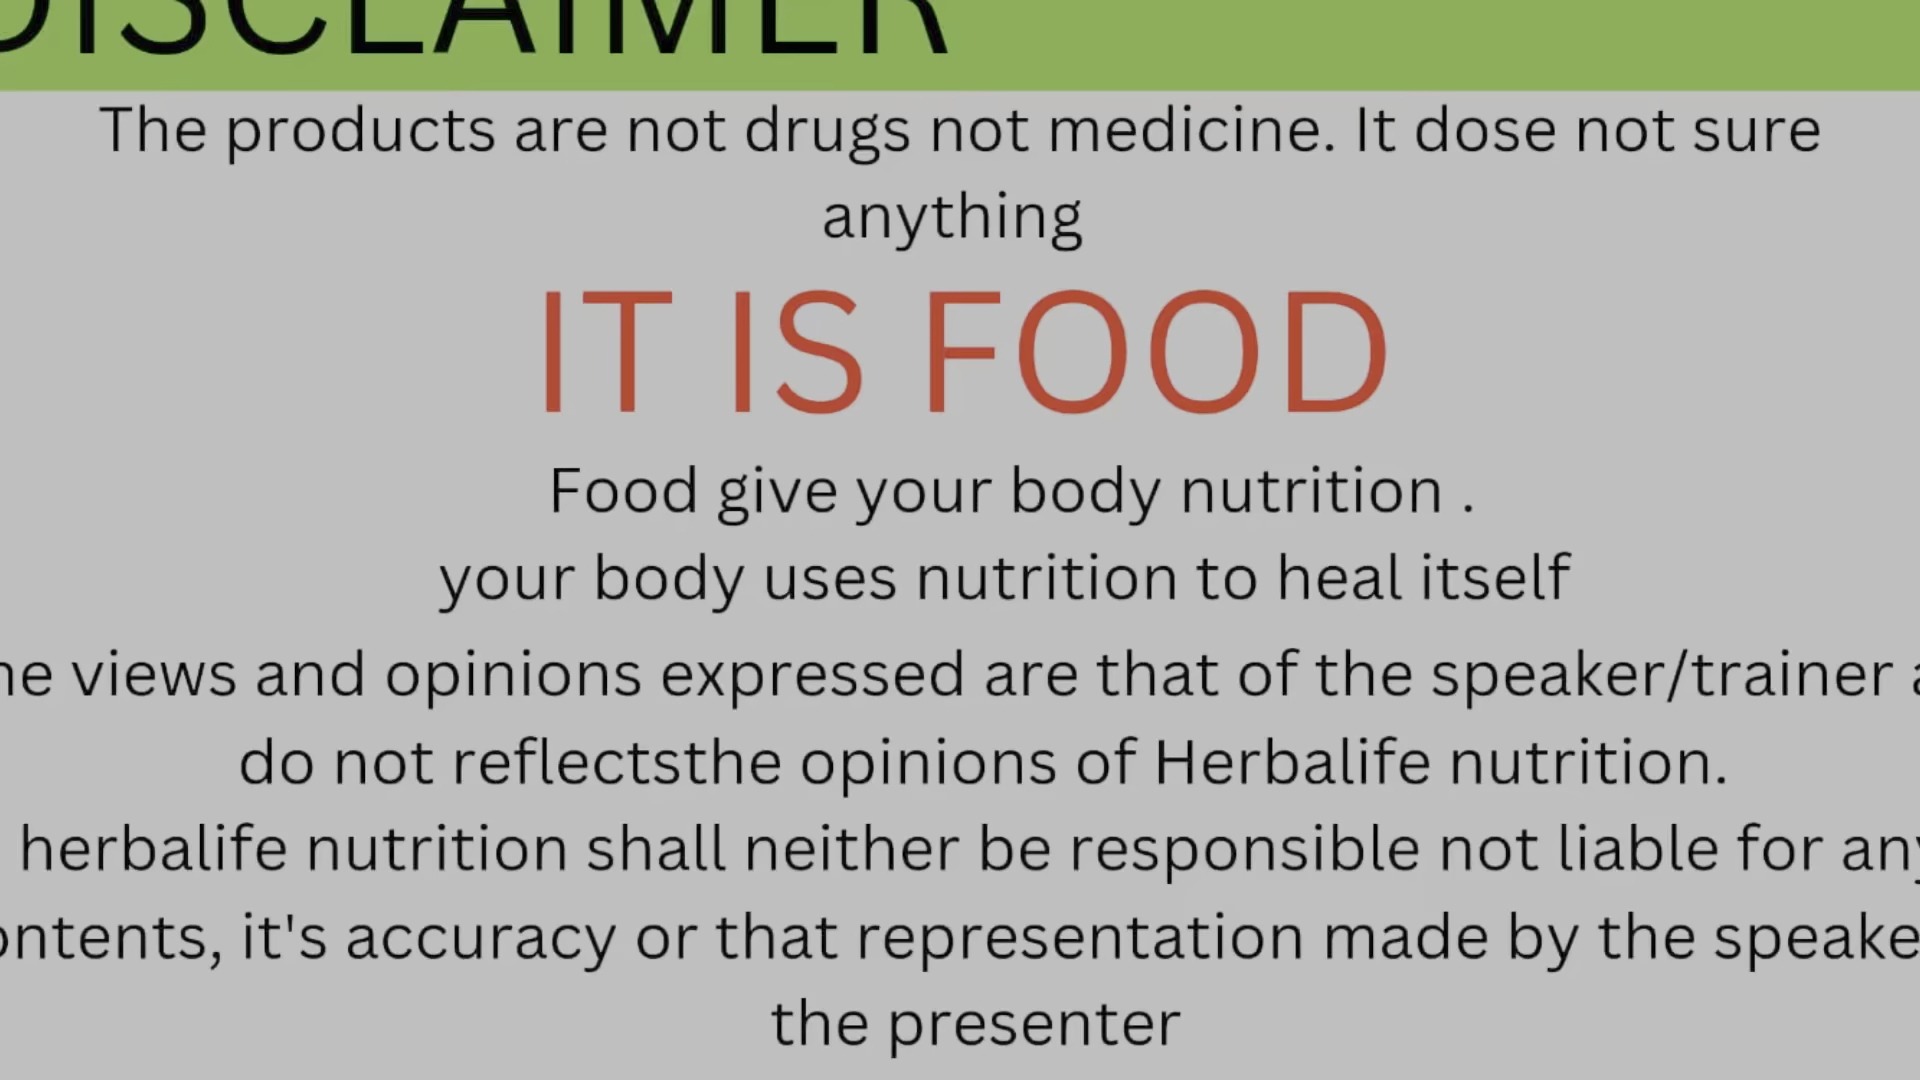 DISCLAIMER
The products are not drugs not medicine. It dose not sure
anything
IT IS FOOD
Food give your body nutrition .
your body uses nutrition to heal itself
views and opinions expressed are that of the speaker/trainer
do not reflectsthe opinions of Herbalife nutrition.
herbalife nutrition shall neither be responsible not liable for any
it's accuracy or that representation made by the
the presenter